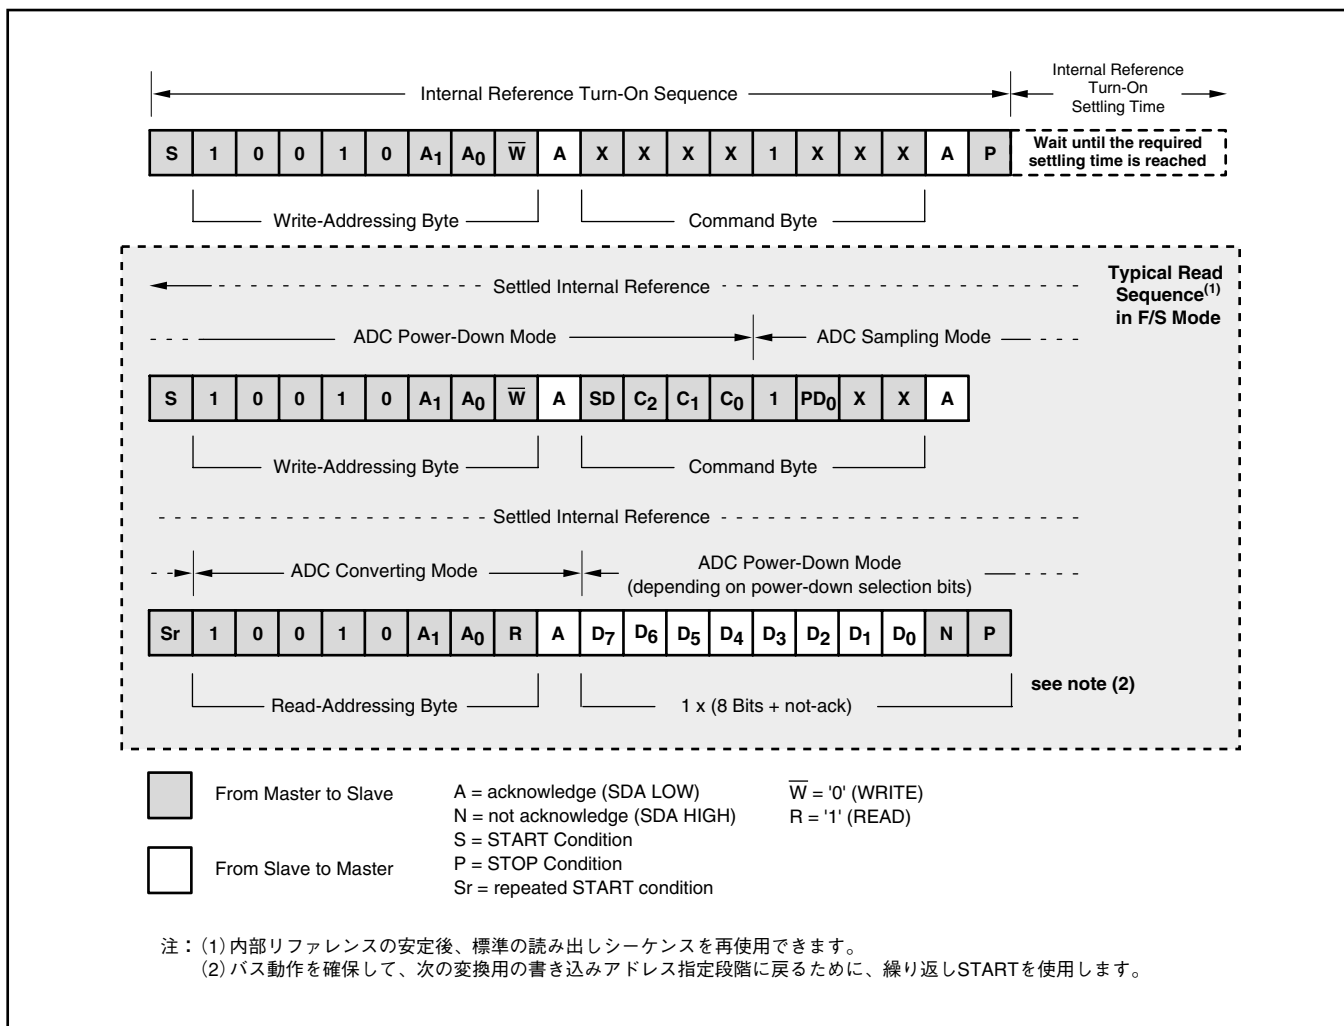 Internal Reference Turn-On Sequence
Internal Reference
Turn-On
Settling Time
S 1 0 0 1 0 A1 A0 W̅ A X X X X 1 X X X A P
Wait until the required
settling time is reached
Write-Addressing Byte
Command Byte
Typical Read
Sequence(1)
in F/S Mode
Settled Internal Reference
ADC Power-Down Mode
ADC Sampling Mode
S 1 0 0 1 0 A1 A0 W̅ A SD C2 C1 C0 1 PD0 X X A
Write-Addressing Byte
Command Byte
Settled Internal Reference
ADC Converting Mode
ADC Power-Down Mode
(depending on power-down selection bits)
Sr 1 0 0 1 0 A1 A0 R A D7 D6 D5 D4 D3 D2 D1 D0 N P
Read-Addressing Byte
1 x (8 Bits + not-ack)
see note (2)
From Master to Slave
From Slave to Master
A = acknowledge (SDA LOW)
N = not acknowledge (SDA HIGH)
S = START Condition
P = STOP Condition
Sr = repeated START condition
W̅ = '0' (WRITE)
R = '1' (READ)
注：(1)内部リファレンスの安定後、標準の読み出しシーケンスを再使用できます。
(2)バス動作を確保して、次の変換用の書き込みアドレス指定段階に戻るために、繰り返しSTARTを使用します。